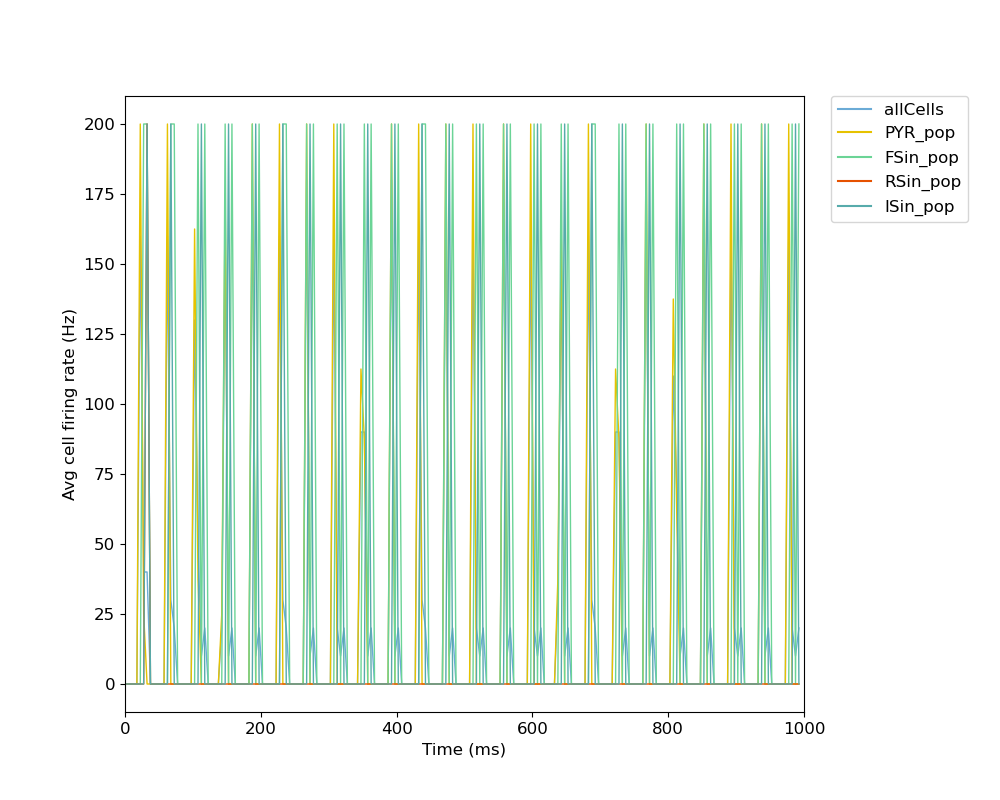 allCells
PYR_pop
FSin_pop
RSin_pop
ISin_pop
Avg cell firing rate (Hz)
200
175
150
125
100
75
50
25
0
0 200 400 600 800 1000
Time (ms)